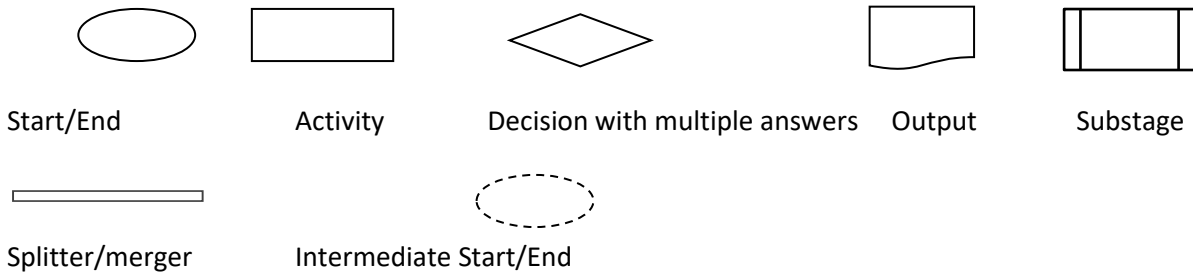 Start/End Activity Decision with multiple answers Output Substage
Splitter/merger Intermediate Start/End